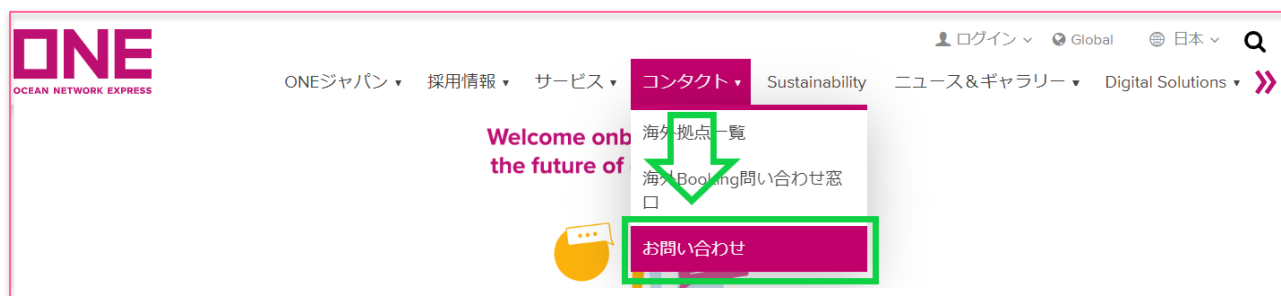 ONE
OCEAN NETWORK EXPRESS
ログイン Global 日本
ONEジャパン 採用情報 サービス コンタクト Sustainability ニュース＆ギャラリー Digital Solutions
Welcome onb
the future of
海外拠点一覧
海外Booking問い合わせ窓
口
お問い合わせ